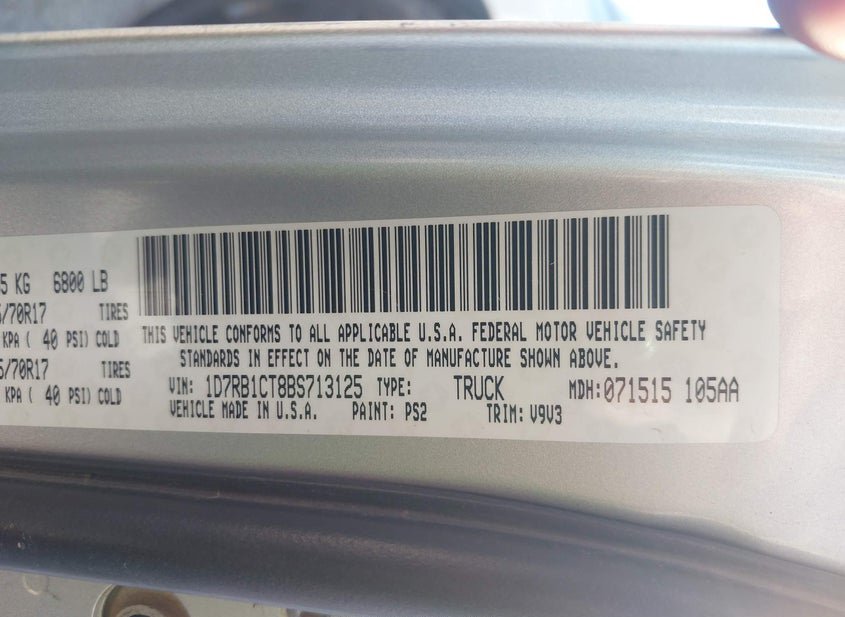 5 KG 6800 LB
/70R17 TIRES
KPA ( 40 PSI) COLD
5/70R17 TIRES
KPA ( 40 PSI) COLD
THIS VEHICLE CONFORMS TO ALL APPLICABLE U.S.A. FEDERAL MOTOR VEHICLE SAFETY
STANDARDS IN EFFECT ON THE DATE OF MANUFACTURE SHOWN ABOVE.
VIN: 1D7RB1CT8BS713125 TYPE: TRUCK MDH: 071515 105AA
VEHICLE MADE IN U.S.A. PAINT: PS2 TRIM: V9V3